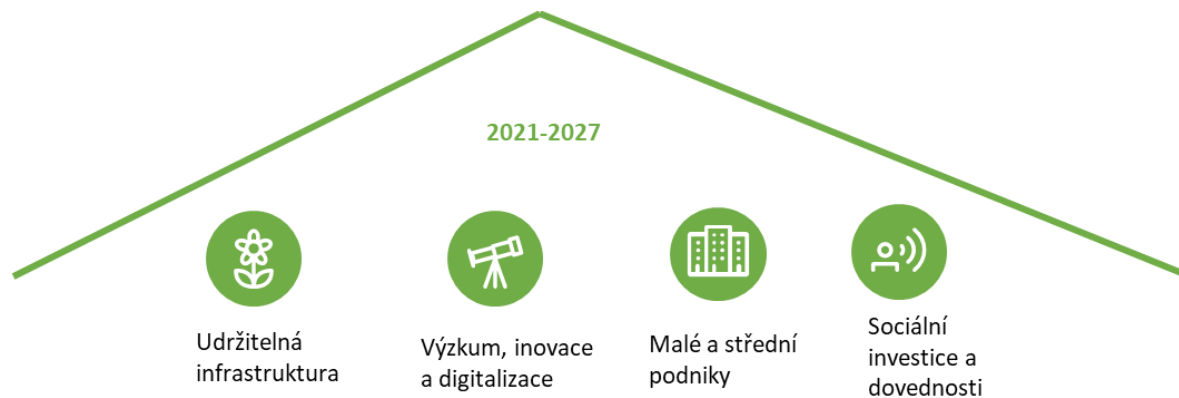 2021-2027
Udržitelná
infrastruktura
Výzkum, inovace
a digitalizace
Malé a střední
podniky
Sociální
investice a
dovednosti